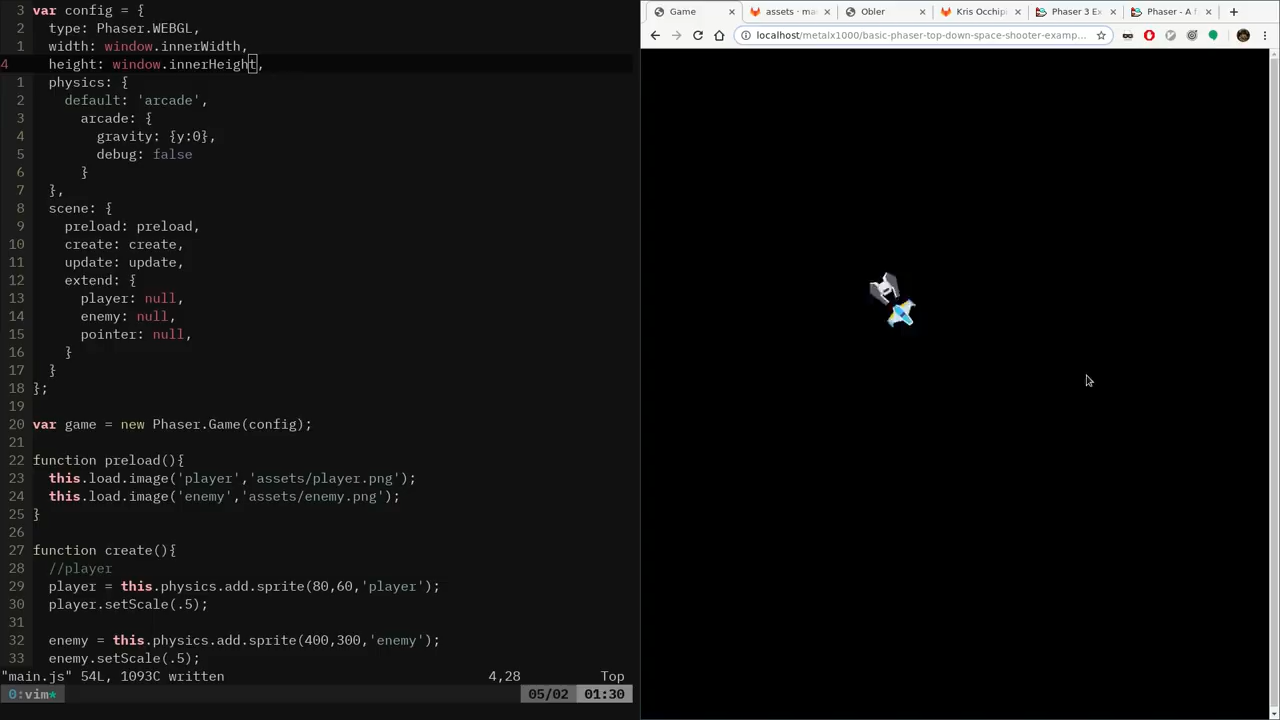 3 var config = {
2   type: Phaser.WEBGL,
1   width: window.innerWidth,
4   height: window.innerHeight,
1   physics: {
2     default: 'arcade',
3       arcade: {
4         gravity: {y:0},
5         debug: false
6       }
7   },
8   scene: {
9     preload: preload,
10     create: create,
11     update: update,
12     extend: {
13       player: null,
14       enemy: null,
15       pointer: null,
16     }
17   }
18 };
19
20 var game = new Phaser.Game(config);
21
22 function preload(){
23   this.load.image('player','assets/player.png');
24   this.load.image('enemy','assets/enemy.png');
25 }
26
27 function create(){
28   //player
29   player = this.physics.add.sprite(80,60,'player');
30   player.setScale(.5);
31
32   enemy = this.physics.add.sprite(400,300,'enemy');
33   enemy.setScale(.5);
"main.js" 54L, 1093C written 4,28 Top
0:vim* 05/02 01:30
Game assets · ma Obler Kris Occhip Phaser 3 Ex Phaser - A f
localhost/metalx1000/basic-phaser-top-down-space-shooter-examp...